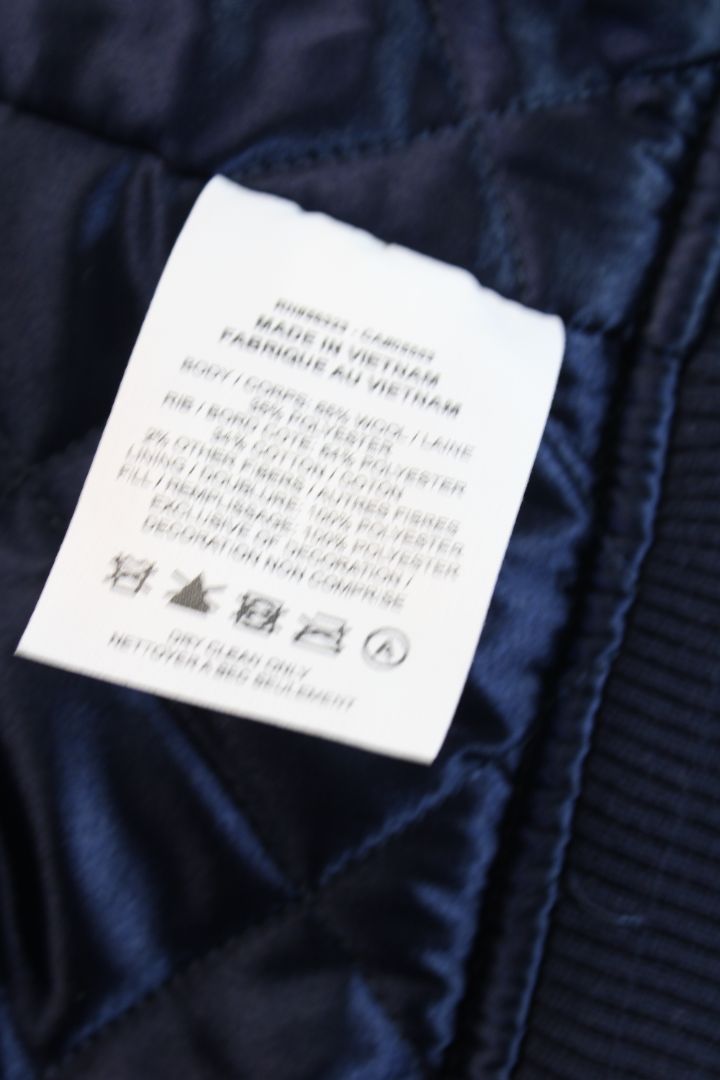 MADE IN VIETNAM
FABRIQUE AU VIETNAM
BODY / CORPS: 65% WOOL / LAINE
35% POLYESTER
RIB / BORD COTE: 64% POLYESTER
34% COTTON / COTON
2% OTHER FIBERS / AUTRES FIBRES
LINING / DOUBLURE: 100% POLYESTER
FILL / REMPLISSAGE: 100% POLYESTER
EXCLUSIVE OF DECORATION /
DECORATION NON COMPRISE
A
DRY CLEAN ONLY
NETTOYER A SEC SEULEMENT